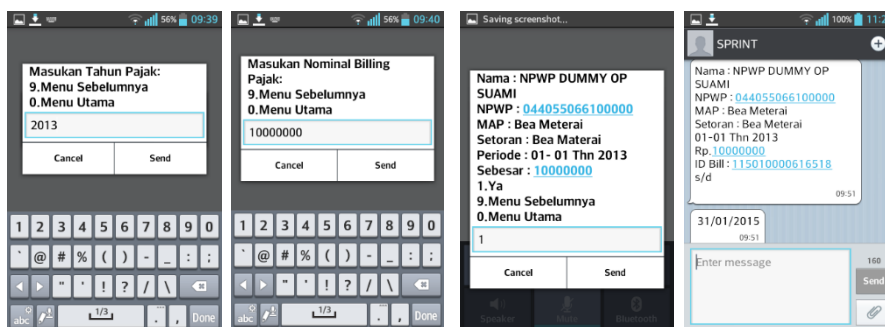 56% 09:39
Masukan Tahun Pajak:
9.Menu Sebelumnya
0.Menu Utama
2013
Cancel Send
1 2 3 4 5 6 7 8 9 0
` @ # % ( ) - _ : ;
" ' ! ? / \
abc 1/3 . , Done
56% 09:40
Masukan Nominal Billing
Pajak:
9.Menu Sebelumnya
0.Menu Utama
10000000
Cancel Send
1 2 3 4 5 6 7 8 9 0
` @ # % ( ) - _ : ;
" ' ! ? / \
abc 1/3 . , Done
Saving screenshot...
Nama : NPWP DUMMY OP
SUAMI
NPWP : 044055066100000
MAP : Bea Meterai
Setoran : Bea Materai
Periode : 01- 01 Thn 2013
Sebesar : 10000000
1.Ya
9.Menu Sebelumnya
0.Menu Utama
1
Cancel Send
Speaker Mute Bluetooth
100% 11:2
SPRINT
Nama : NPWP DUMMY OP
SUAMI
NPWP : 044055066100000
MAP : Bea Meterai
Setoran : Bea Materai
01-01 Thn 2013
Rp.10000000
ID Bill : 115010000616518
s/d
09:51
31/01/2015
09:51
Enter message 160
Send